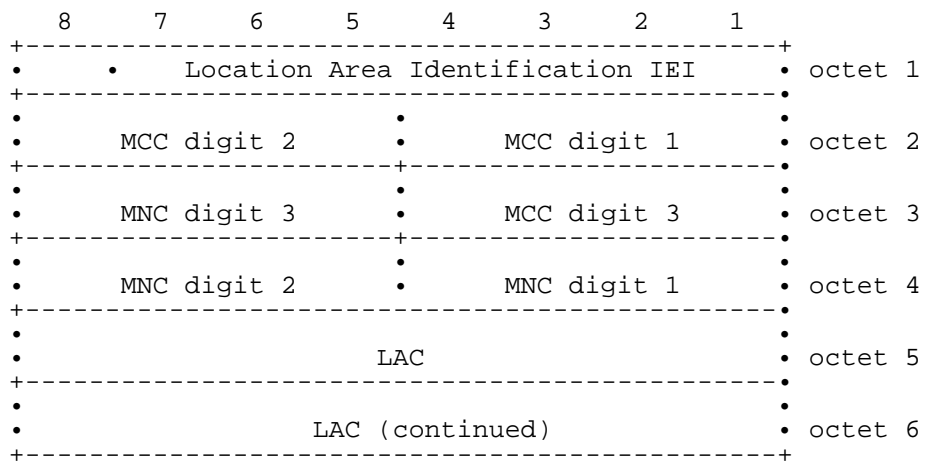 8 7 6 5 4 3 2 1
+-----------------------------------------------+
• • Location Area Identification IEI • octet 1
+-----------------------------------------------•
• • •
• MCC digit 2 • MCC digit 1 • octet 2
+-----------------------+-----------------------•
• • •
• MNC digit 3 • MCC digit 3 • octet 3
+-----------------------+-----------------------•
• • •
• MNC digit 2 • MNC digit 1 • octet 4
+-----------------------------------------------•
• •
• LAC • octet 5
+-----------------------------------------------•
• •
• LAC (continued) • octet 6
+-----------------------------------------------+